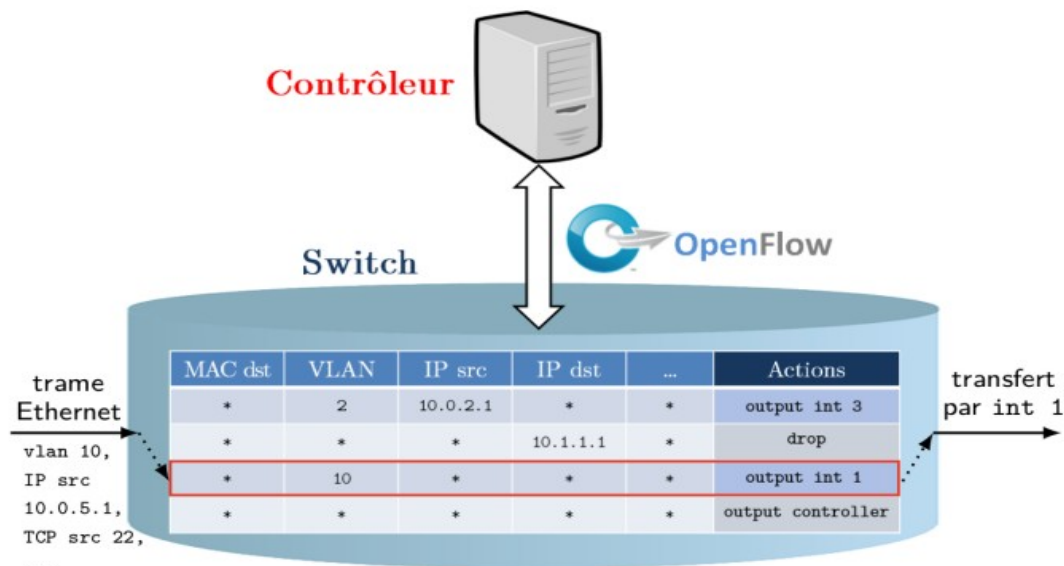 Contrôleur
OpenFlow
Switch
MAC dst VLAN IP src IP dst ... Actions
* 2 10.0.2.1 * * output int 3
* * * 10.1.1.1 * drop
* 10 * * * output int 1
* * * * * output controller
trame
Ethernet
vlan 10,
IP src
10.0.5.1,
TCP src 22,
transfert
par int 1